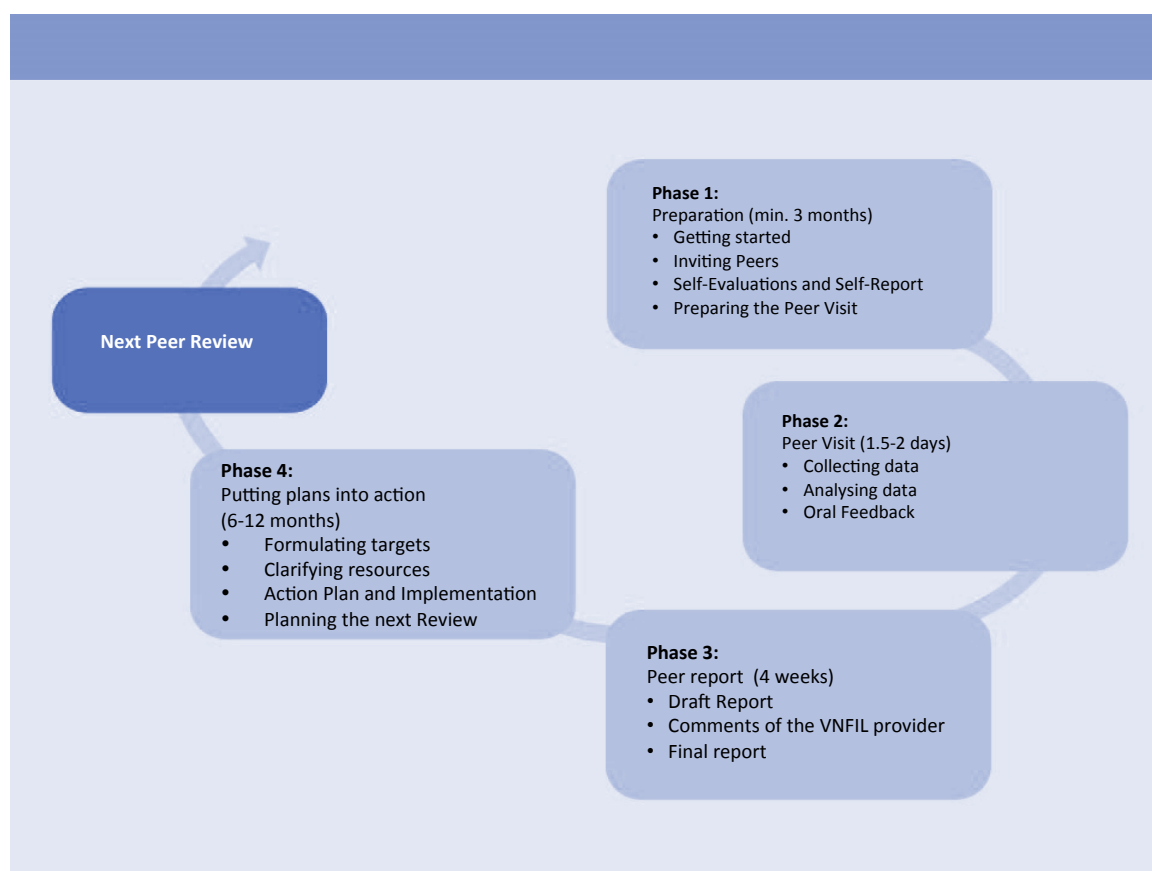 Phase 1:
Preparation (min. 3 months)
• Getting started
• Inviting Peers
• Self-Evaluations and Self-Report
• Preparing the Peer Visit
Phase 2:
Peer Visit (1.5-2 days)
• Collecting data
• Analysing data
• Oral Feedback
Phase 3:
Peer report (4 weeks)
• Draft Report
• Comments of the VNFIL provider
• Final report
Phase 4:
Putting plans into action
(6-12 months)
• Formulating targets
• Clarifying resources
• Action Plan and Implementation
• Planning the next Review
Next Peer Review